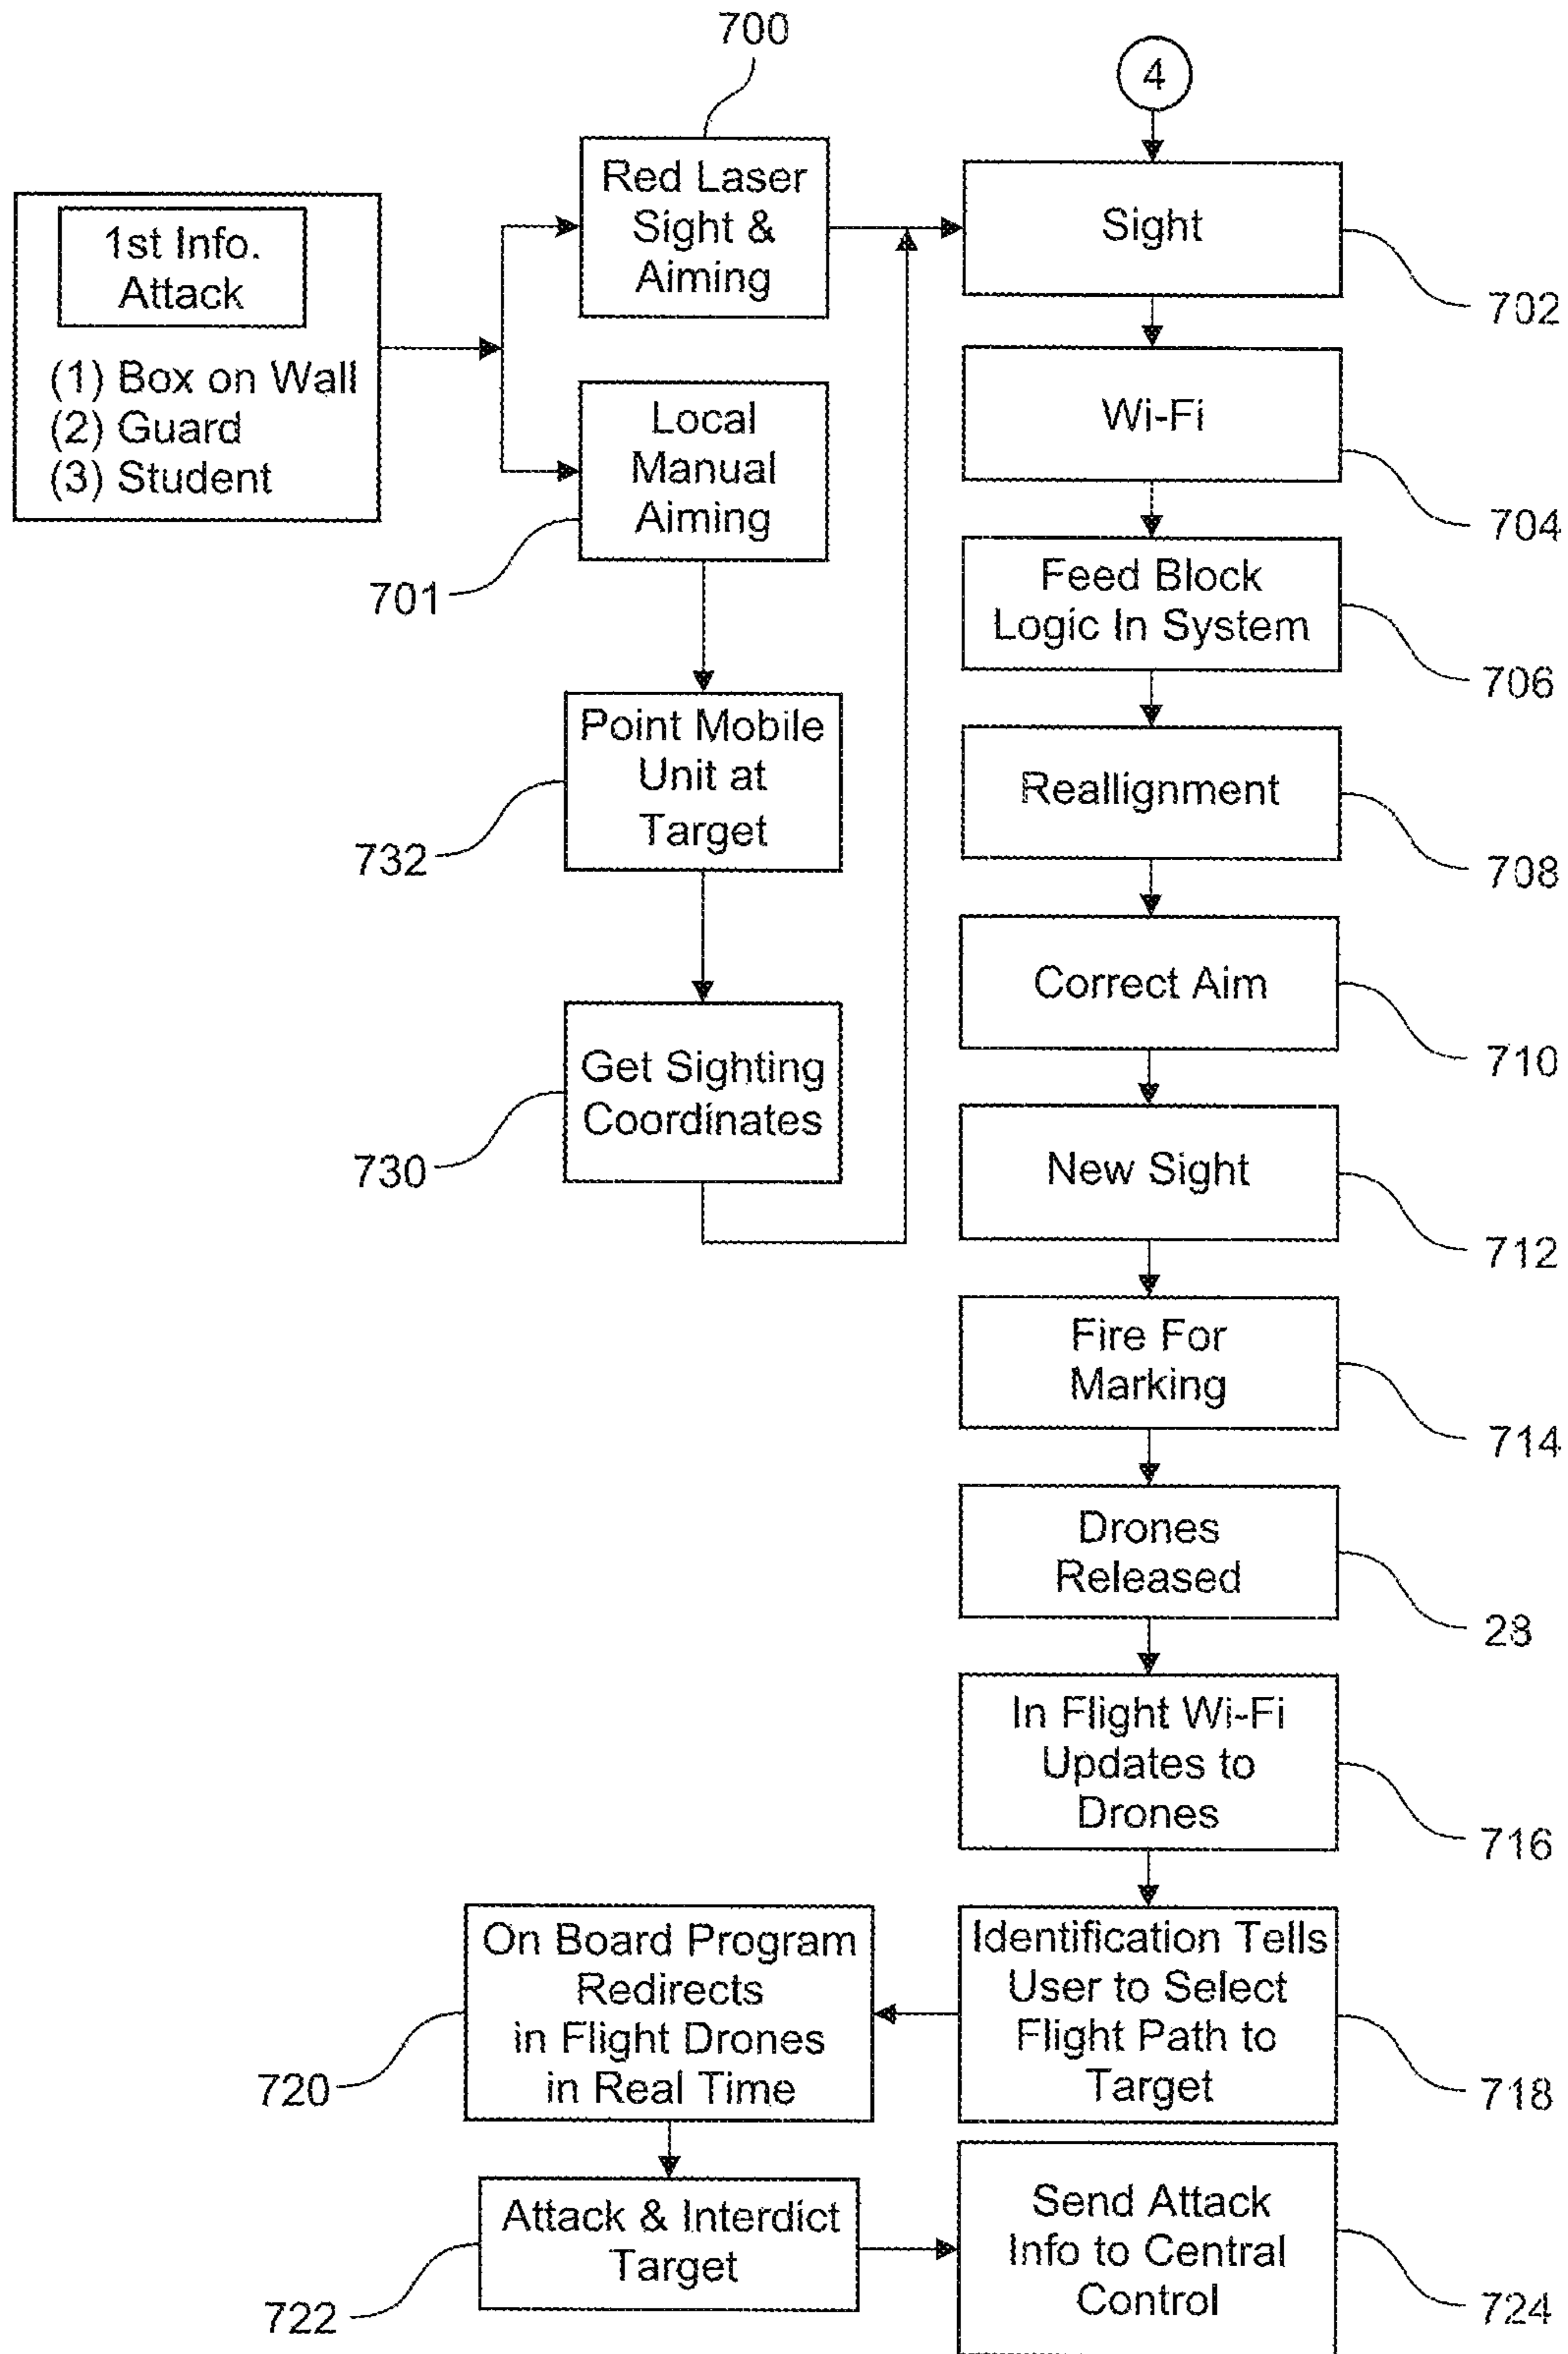 700
4
1st Info.
Attack
(1) Box on Wall
(2) Guard
(3) Student
Red Laser
Sight &
Aiming
Local
Manual
Aiming
701
Point Mobile
Unit at
Target
732
Get Sighting
Coordinates
730
Sight
702
Wi-Fi
704
Feed Block
Logic In System
706
Reallignment
708
Correct Aim
710
New Sight
712
Fire For
Marking
714
Drones
Released
28
In Flight Wi-Fi
Updates to
Drones
716
Identification Tells
User to Select
Flight Path to
Target
718
On Board Program
Redirects
in Flight Drones
in Real Time
720
Attack & Interdict
Target
722
Send Attack
Info to Central
Control
724